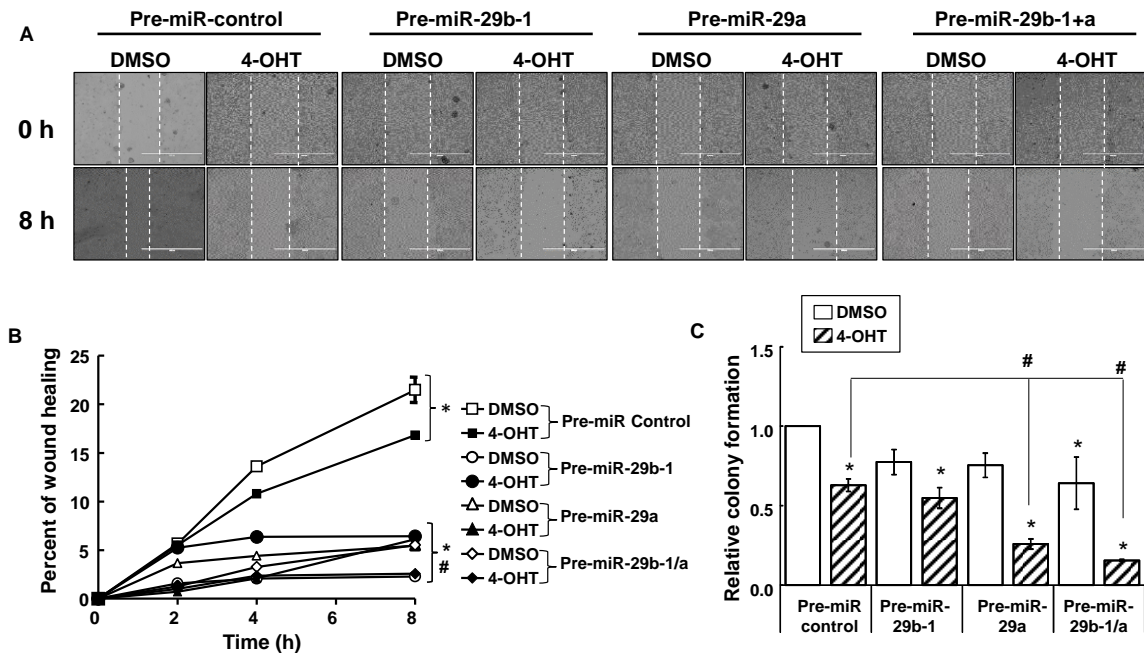 A
Pre-miR-control Pre-miR-29b-1 Pre-miR-29a Pre-miR-29b-1+a
DMSO 4-OHT DMSO 4-OHT DMSO 4-OHT DMSO 4-OHT
0 h
8 h
B
Percent of wound healing
25
20
15
10
5
0
0 2 4 6 8
Time (h)
*
*
#
DMSO
4-OHT
Pre-miR Control
DMSO
4-OHT
Pre-miR-29b-1
DMSO
4-OHT
Pre-miR-29a
DMSO
4-OHT
Pre-miR-29b-1/a
C
DMSO
4-OHT
Relative colony formation
1.5
1.0
0.5
0.0
# #
* * * * *
Pre-miR Pre-miR- Pre-miR- Pre-miR-
control 29b-1 29a 29b-1/a